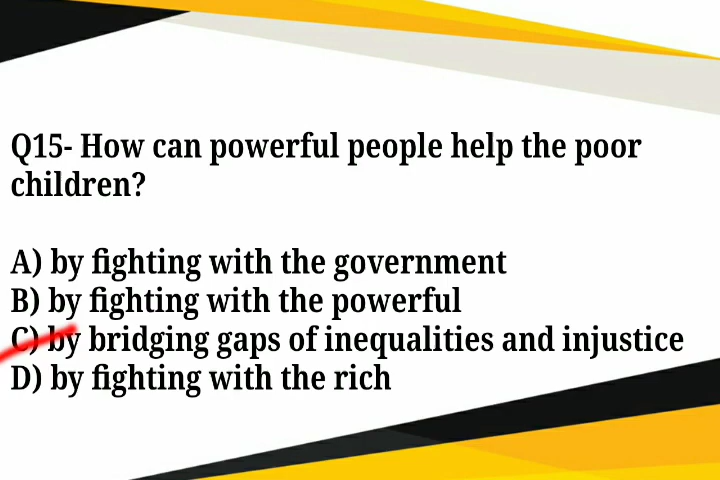 Q15- How can powerful people help the poor
children?
A) by fighting with the government
B) by fighting with the powerful
C) by bridging gaps of inequalities and injustice
D) by fighting with the rich